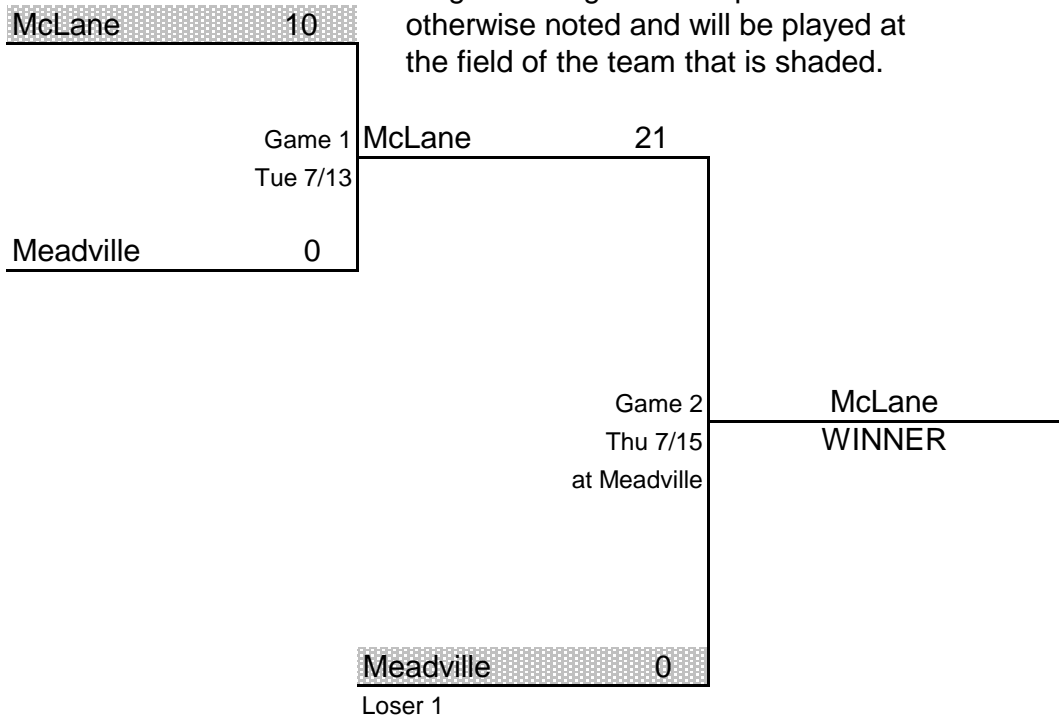 McLane 10
otherwise noted and will be played at
the field of the team that is shaded.
Game 1 McLane 21
Tue 7/13
Meadville 0
Game 2 McLane
Thu 7/15 WINNER
at Meadville
Meadville 0
Loser 1